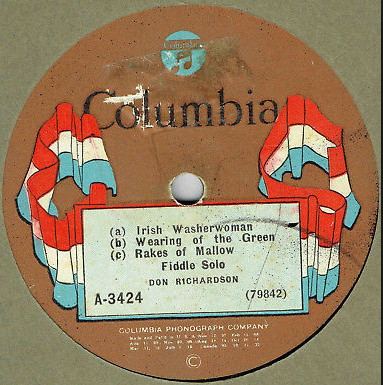 Columbia
Columbia
(a) Irish Washerwoman
(b) Wearing of the Green
(c) Rakes of Mallow
Fiddle Solo
DON RICHARDSON
A-3424 (79842)
COLUMBIA PHONOGRAPH COMPANY
©